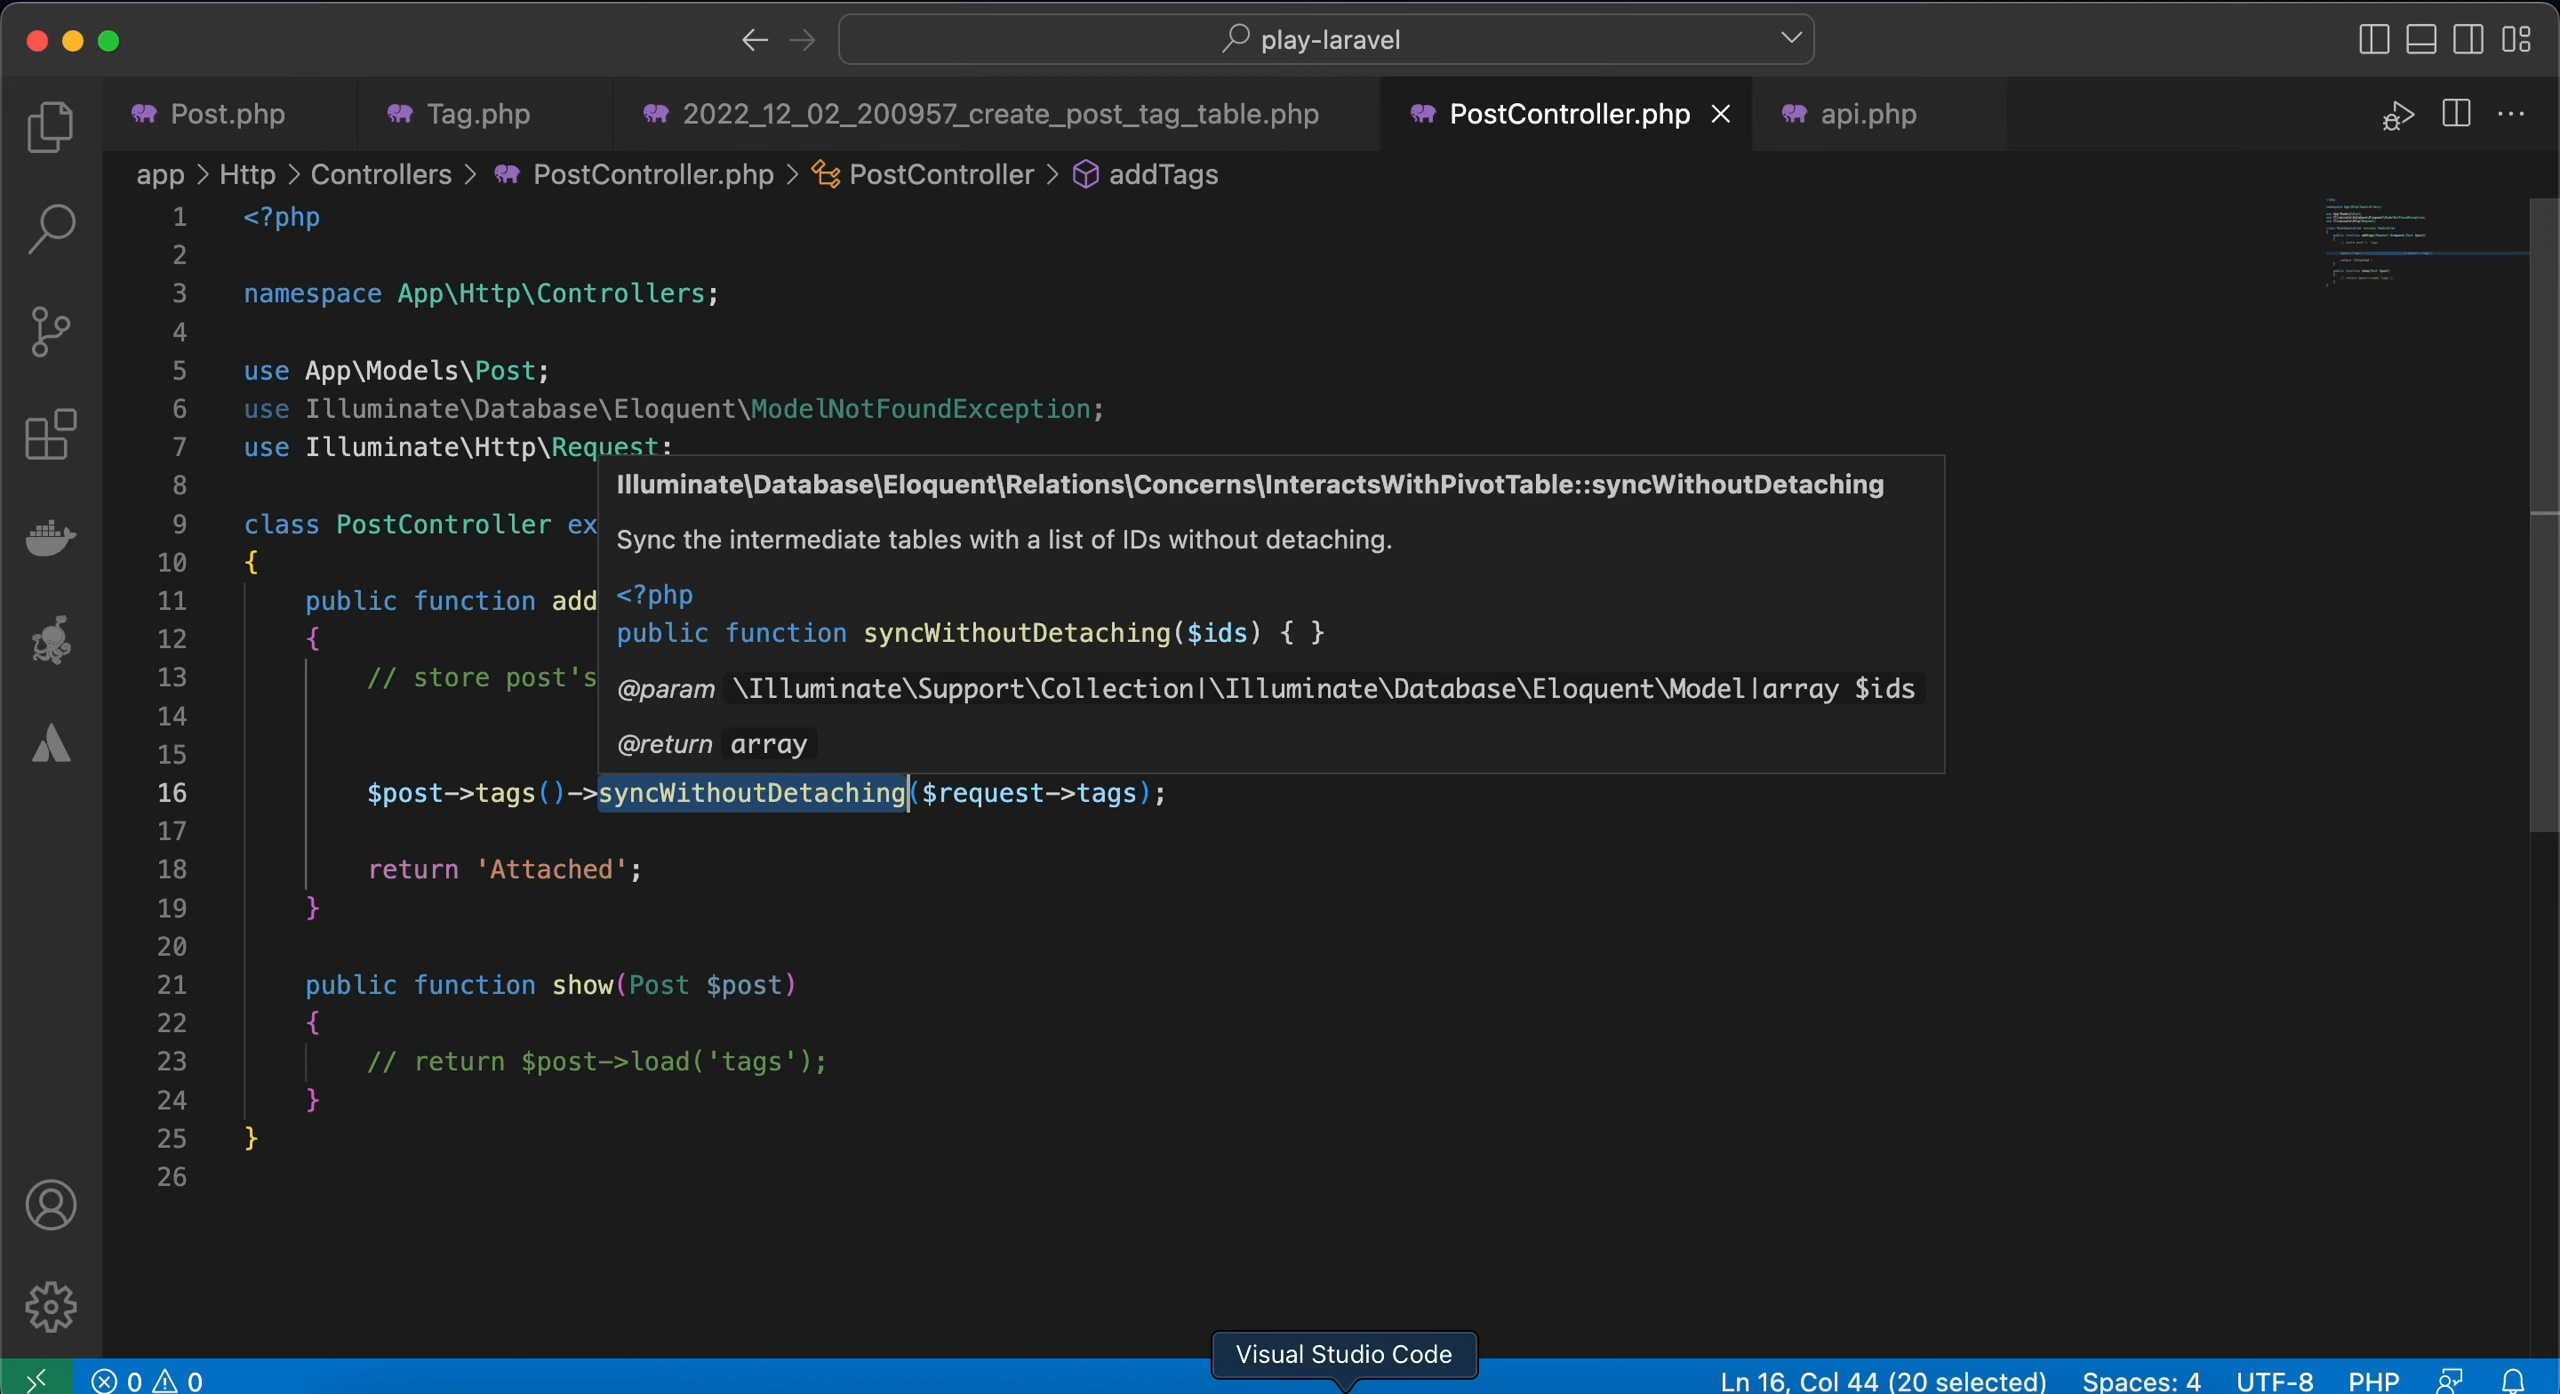 play-laravel
Post.php
Tag.php
2022_12_02_200957_create_post_tag_table.php
PostController.php
api.php
app > Http > Controllers > PostController.php > PostController > addTags
1 <?php
2
3 namespace App\Http\Controllers;
4
5 use App\Models\Post;
6 use Illuminate\Database\Eloquent\ModelNotFoundException;
7 use Illuminate\Http\Request;
Illuminate\Database\Eloquent\Relations\Concerns\InteractsWithPivotTable::syncWithoutDetaching
8
9 class PostController ex
Sync the intermediate tables with a list of IDs without detaching.
10 {
11 public function add
<?php
12 {
public function syncWithoutDetaching($ids) { }
13 // store post's
@param \Illuminate\Support\Collection|\Illuminate\Database\Eloquent\Model|array $ids
14
15
@return array
16 $post->tags()->syncWithoutDetaching($request->tags);
17
18 return 'Attached';
19 }
20
21 public function show(Post $post)
22 {
23 // return $post->load('tags');
24 }
25 }
26
Visual Studio Code
0 0
Ln 16, Col 44 (20 selected)
Spaces: 4
UTF-8
PHP